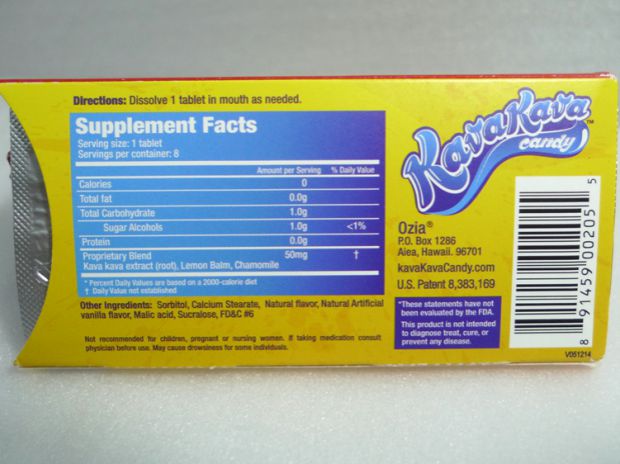 Directions: Dissolve 1 tablet in mouth as needed.
Supplement Facts
Serving size: 1 tablet
Servings per container: 8
Amount per Serving % Daily Value
Calories 0
Total fat 0.0g
Total Carbohydrate 1.0g
Sugar Alcohols 1.0g <1%
Protein 0.0g
Proprietary Blend 50mg †
Kava kava extract (root), Lemon Balm, Chamomile
* Percent Daily Values are based on a 2000-calorie diet
† Daily Value not established
Other Ingredients: Sorbitol, Calcium Stearate, Natural flavor, Natural Artificial
vanilla flavor, Malic acid, Sucralose, FD&C #6
Not recommended for children, pregnant or nursing women. If taking medication consult
physician before use. May cause drowsiness for some individuals.
KavaKava™
candy
Ozia®
P.O. Box 1286
Aiea, Hawaii. 96701
kavaKavaCandy.com
U.S. Patent 8,383,169
*These statements have not
been evaluated by the FDA.
This product is not intended
to diagnose treat, cure, or
prevent any disease.
8 91459 00205 5
V051214